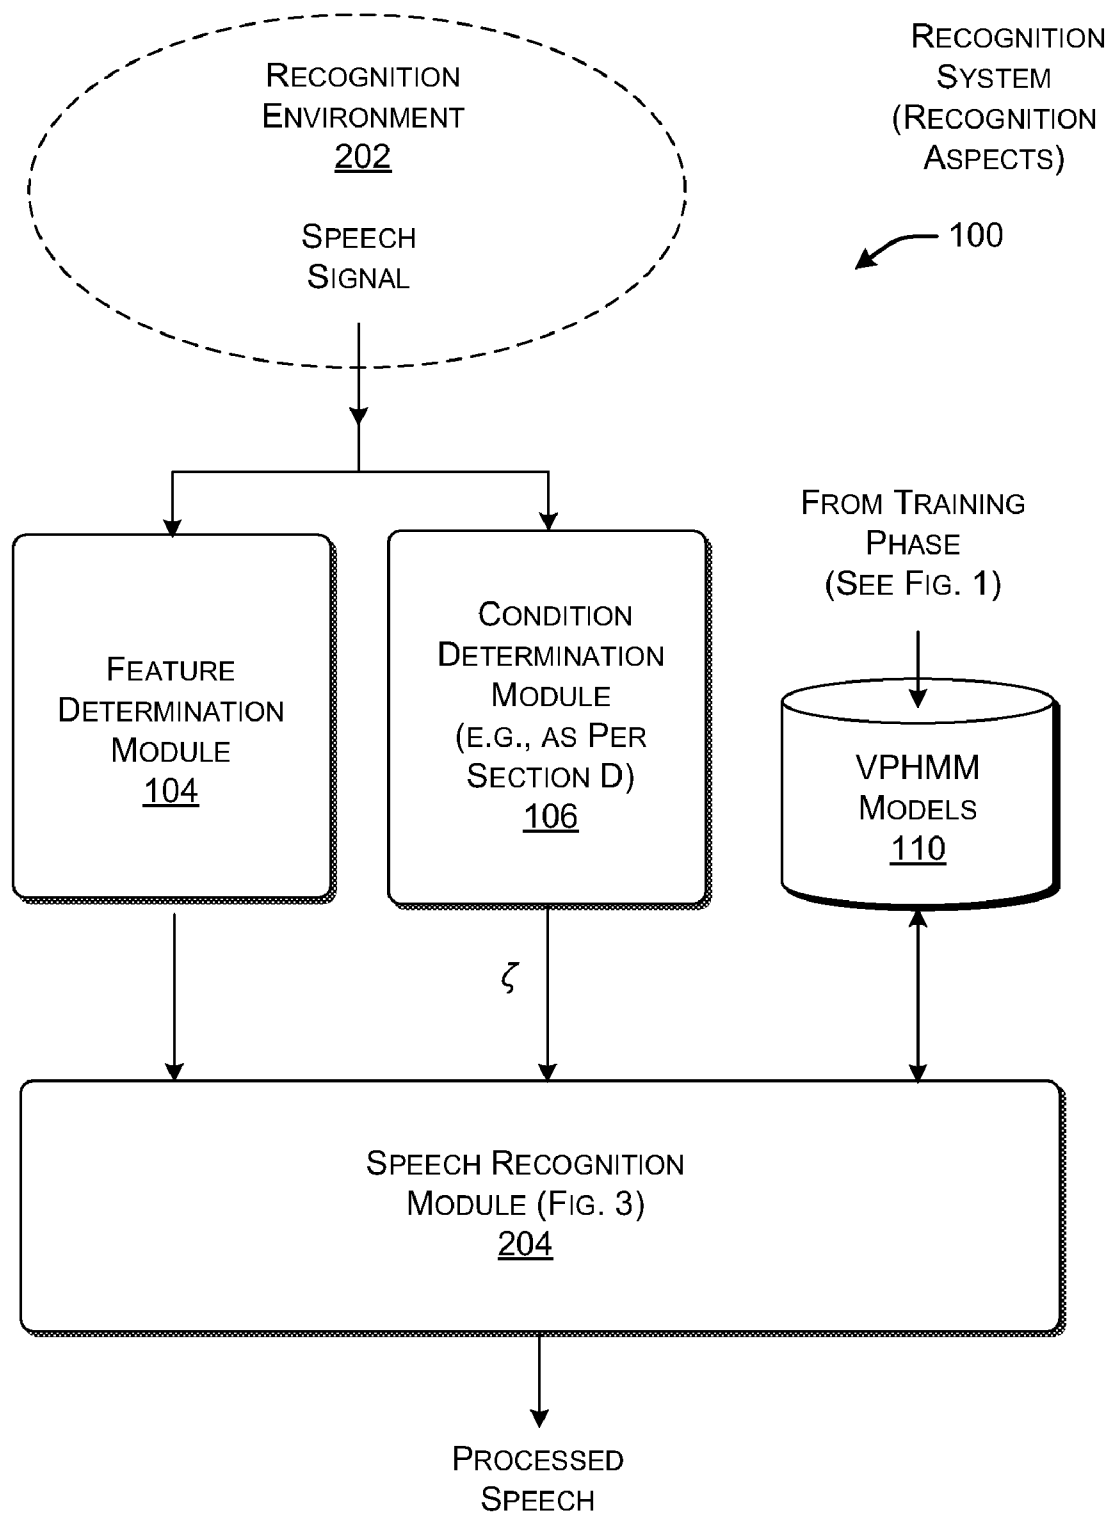 RECOGNITION
ENVIRONMENT
202
SPEECH
SIGNAL
RECOGNITION
SYSTEM
(RECOGNITION
ASPECTS)
100
FROM TRAINING
PHASE
(SEE FIG. 1)
FEATURE
DETERMINATION
MODULE
104
CONDITION
DETERMINATION
MODULE
(E.G., AS PER
SECTION D)
106
VPHMM
MODELS
110
ζ
SPEECH RECOGNITION
MODULE (FIG. 3)
204
PROCESSED
SPEECH